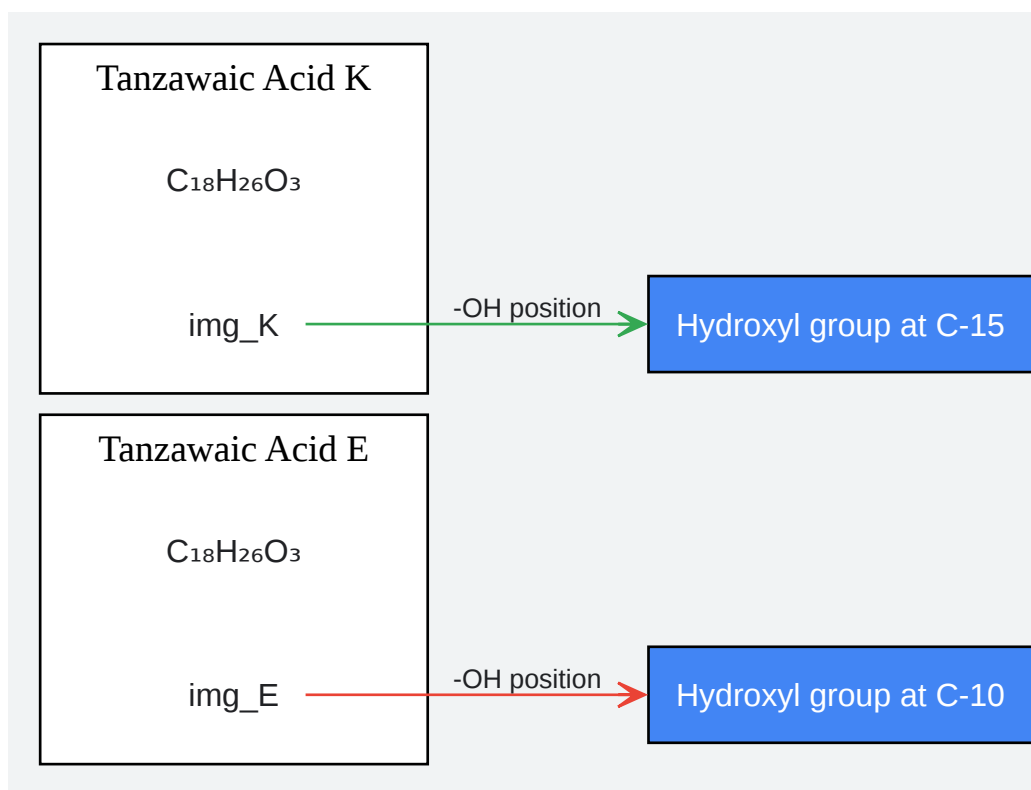 Tanzawaic Acid K
C₁₈H₂₆O₃
img_K
-OH position
Hydroxyl group at C-15
Tanzawaic Acid E
C₁₈H₂₆O₃
img_E
-OH position
Hydroxyl group at C-10